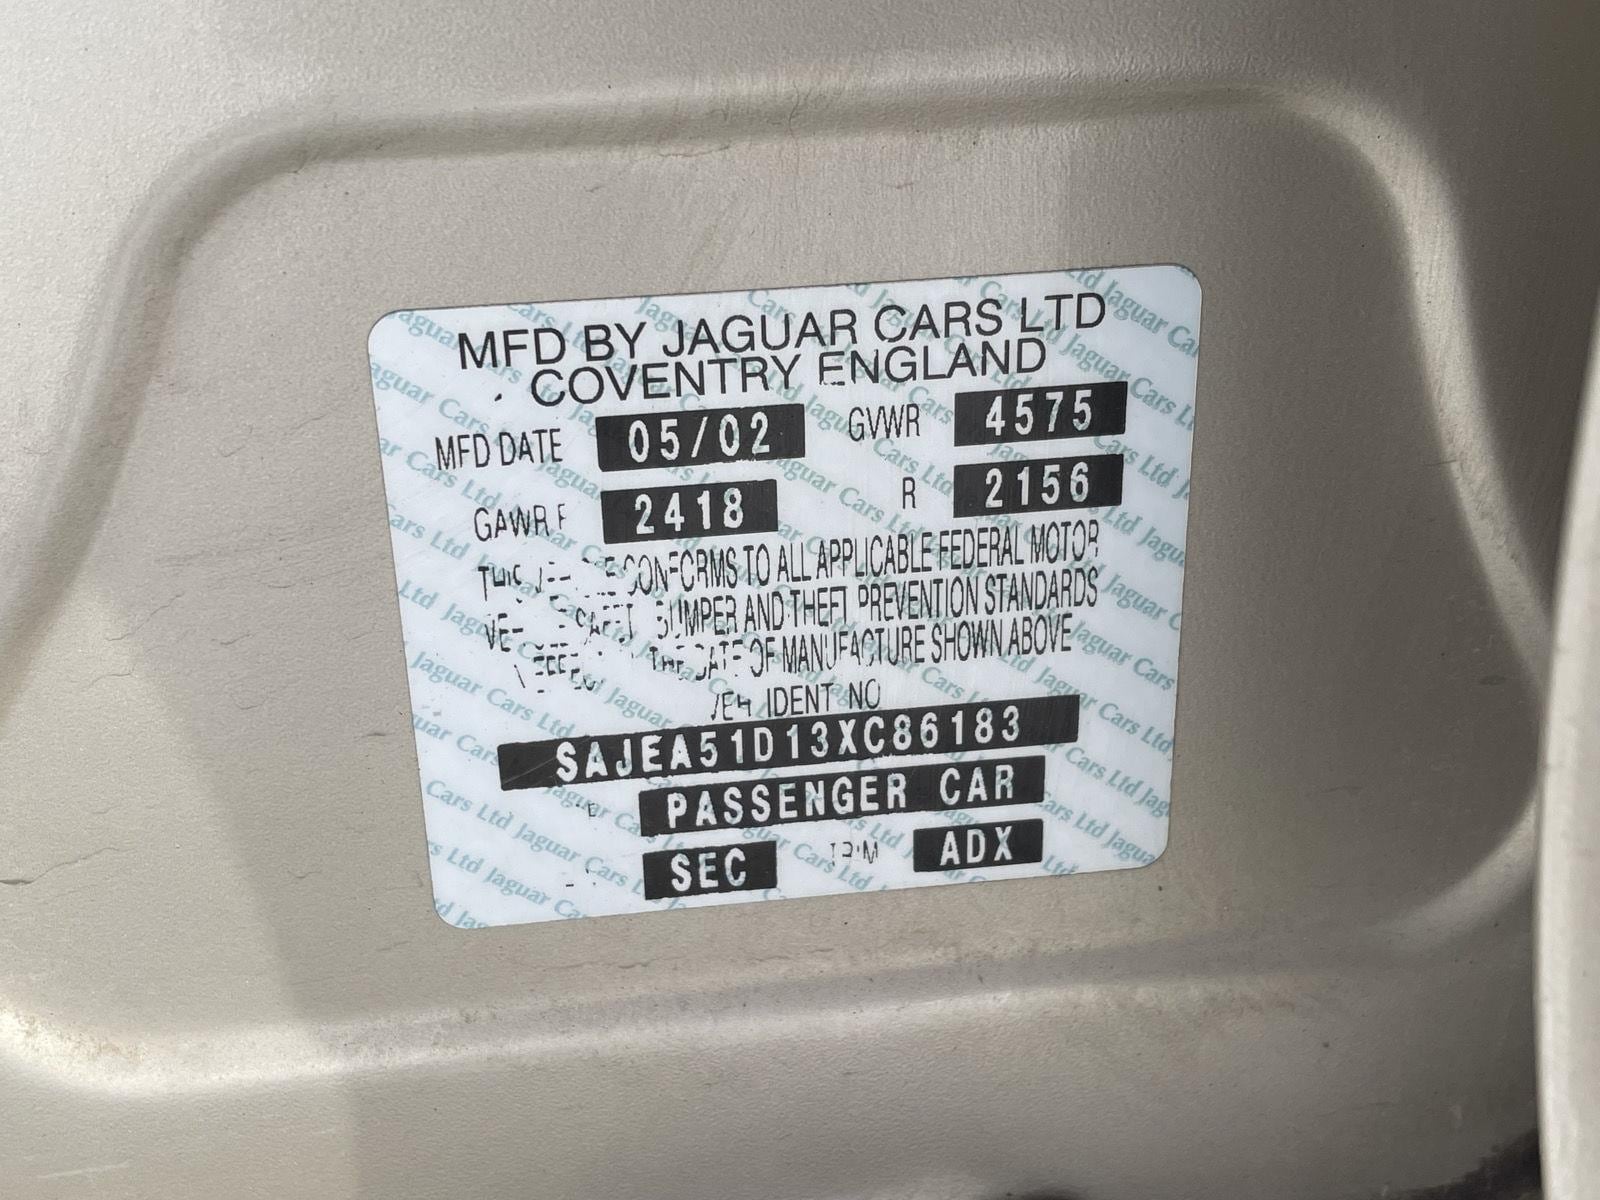 MFD BY JAGUAR CARS LTD
COVENTRY ENGLAND
MFD DATE 05/02 GVWR 4575
GAWR F 2418 R 2156
CONFORMS TO ALL APPLICABLE FEDERAL MOTOR
BUMPER AND THEFT PREVENTION STANDARDS
THE DATE OF MANUFACTURE SHOWN ABOVE
VEH IDENT NO
SAJEA51D13XC86183
PASSENGER CAR
SEC TRIM ADX